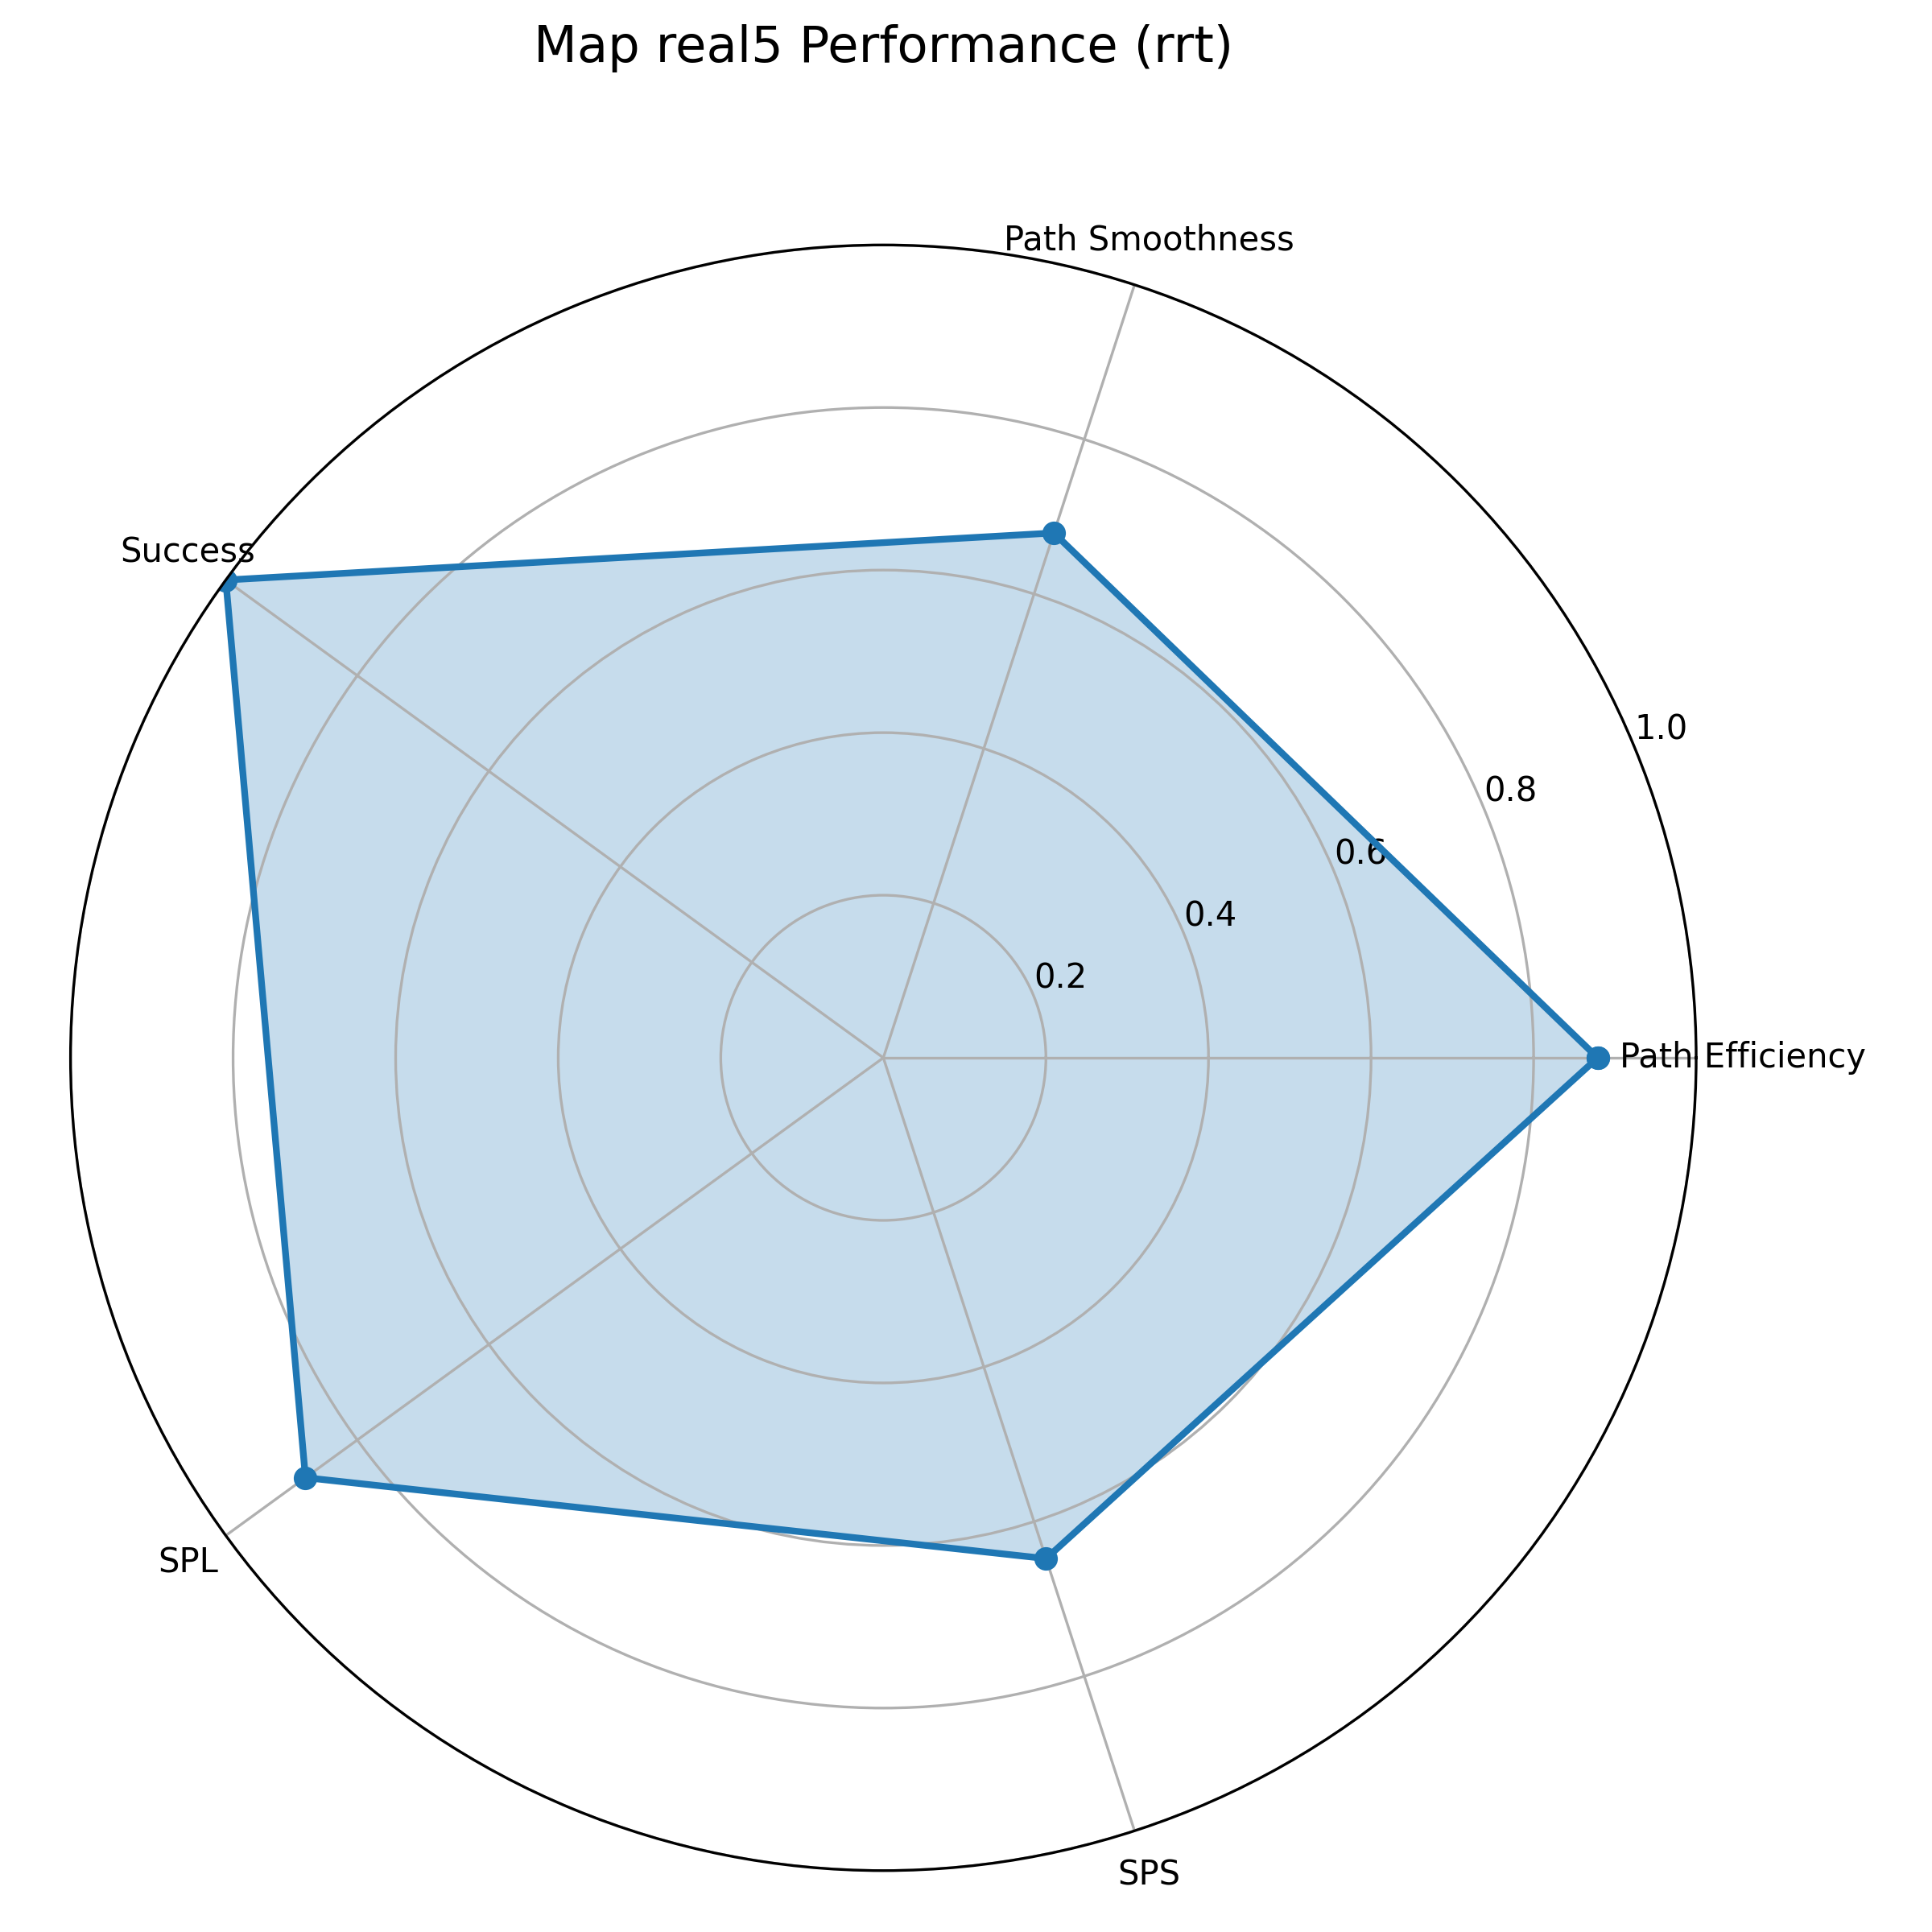 Map real5 Performance (rrt)
Path Smoothness
Success
1.0
0.8
0.6
0.4
0.2
Path Efficiency
SPL
SPS